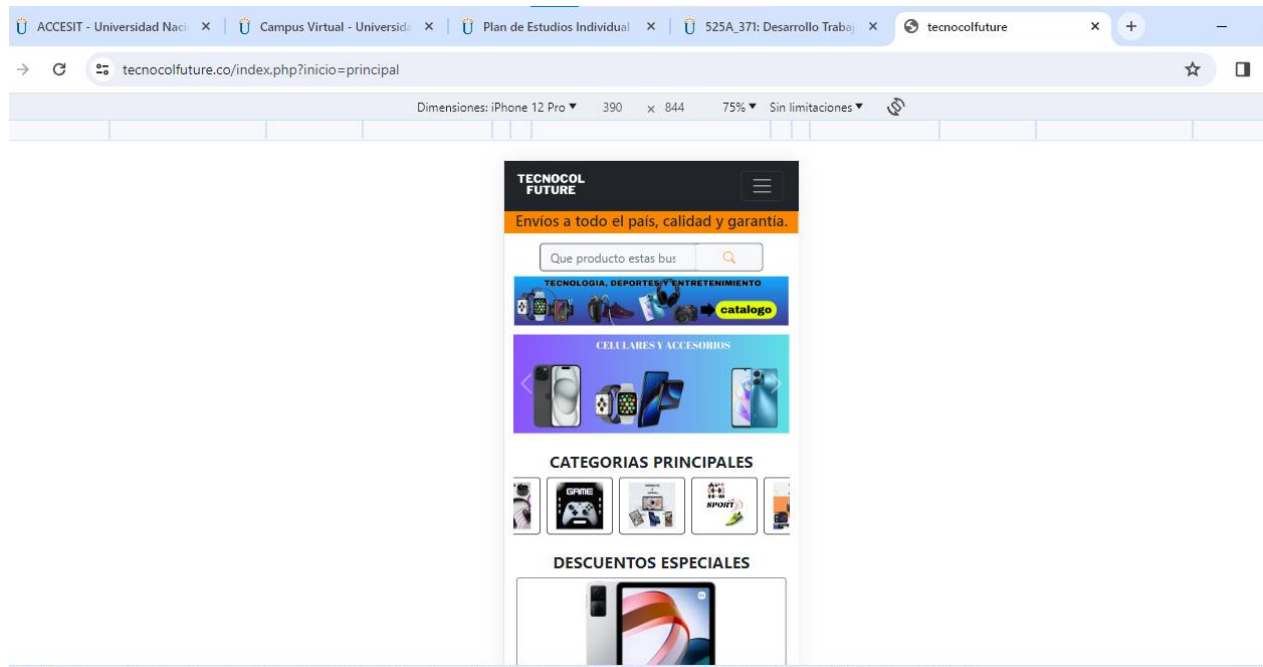 ACCESIT - Universidad Naci
Campus Virtual - Universida
Plan de Estudios Individual
525A_371: Desarrollo Trabaj
tecnocolfuture
tecnocolfuture.co/index.php?inicio=principal
Dimensiones: iPhone 12 Pro 390 x 844 75% Sin limitaciones
TECNOCOL
FUTURE
Envíos a todo el país, calidad y garantía.
Que producto estas bus
TECNOLOGIA, DEPORTES Y ENTRETENIMIENTO
catalogo
CELULARES Y ACCESORIOS
CATEGORIAS PRINCIPALES
GAME
SPORT
DESCUENTOS ESPECIALES